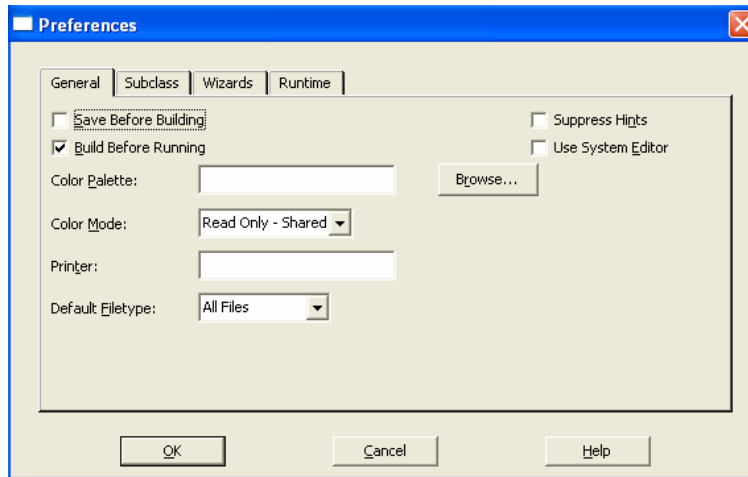 Preferences
General Subclass Wizards Runtime
Save Before Building Suppress Hints
Build Before Running Use System Editor
Color Palette: Browse...
Color Mode: Read Only - Shared
Printer:
Default Filetype: All Files
OK Cancel Help